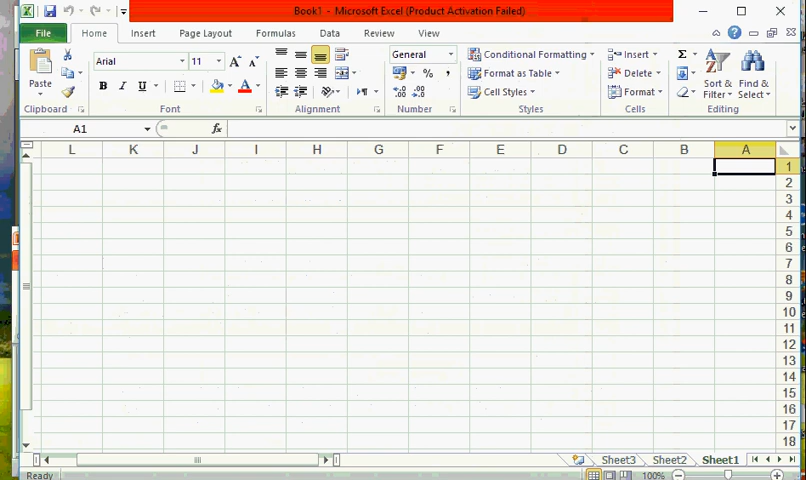 Book1 - Microsoft Excel (Product Activation Failed)
File Home Insert Page Layout Formulas Data Review View
Paste
Arial 11
B I U A
General
% ,
Conditional Formatting
Format as Table
Cell Styles
Insert
Delete
Format
Σ
Sort & Filter
Find & Select
Clipboard Font Alignment Number Styles Cells Editing
A1 fx
L K J I H G F E D C B A
1
2
3
4
5
6
7
8
9
10
11
12
13
14
15
16
17
18
Sheet3 Sheet2 Sheet1
Ready 100%